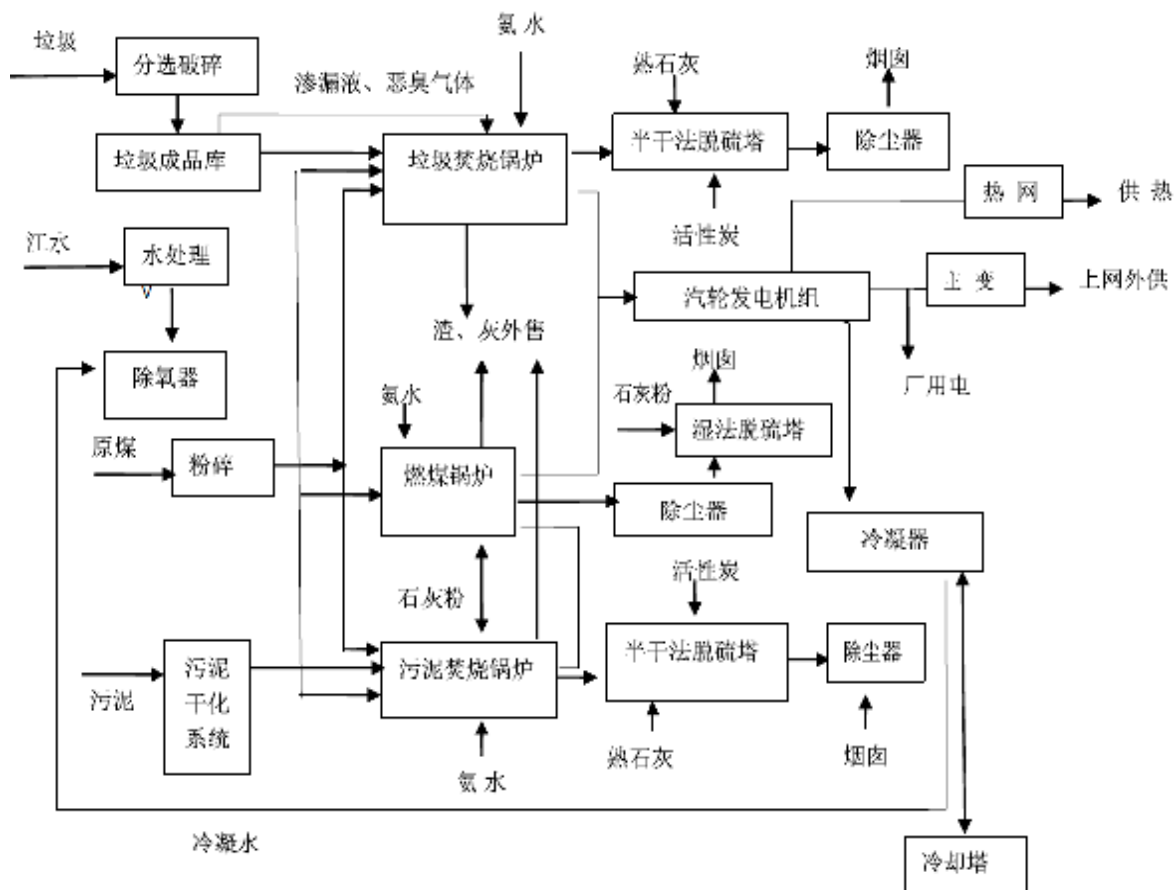 氨 水
垃圾
分选破碎
渗漏液、恶臭气体
熟石灰
烟囱
垃圾成品库
垃圾焚烧锅炉
半干法脱硫塔
除尘器
热 网
供 热
活性炭
江水
水处理
V
汽轮发电机组
主 变
上网外供
渣、灰外售
除氧器
烟囱
厂用电
氨水
石灰粉
湿法脱硫塔
原煤
粉碎
燃煤锅炉
除尘器
冷凝器
活性炭
石灰粉
污泥
干化
系统
污泥焚烧锅炉
半干法脱硫塔
除尘器
污泥
熟石灰
烟囱
氨 水
冷凝水
冷却塔